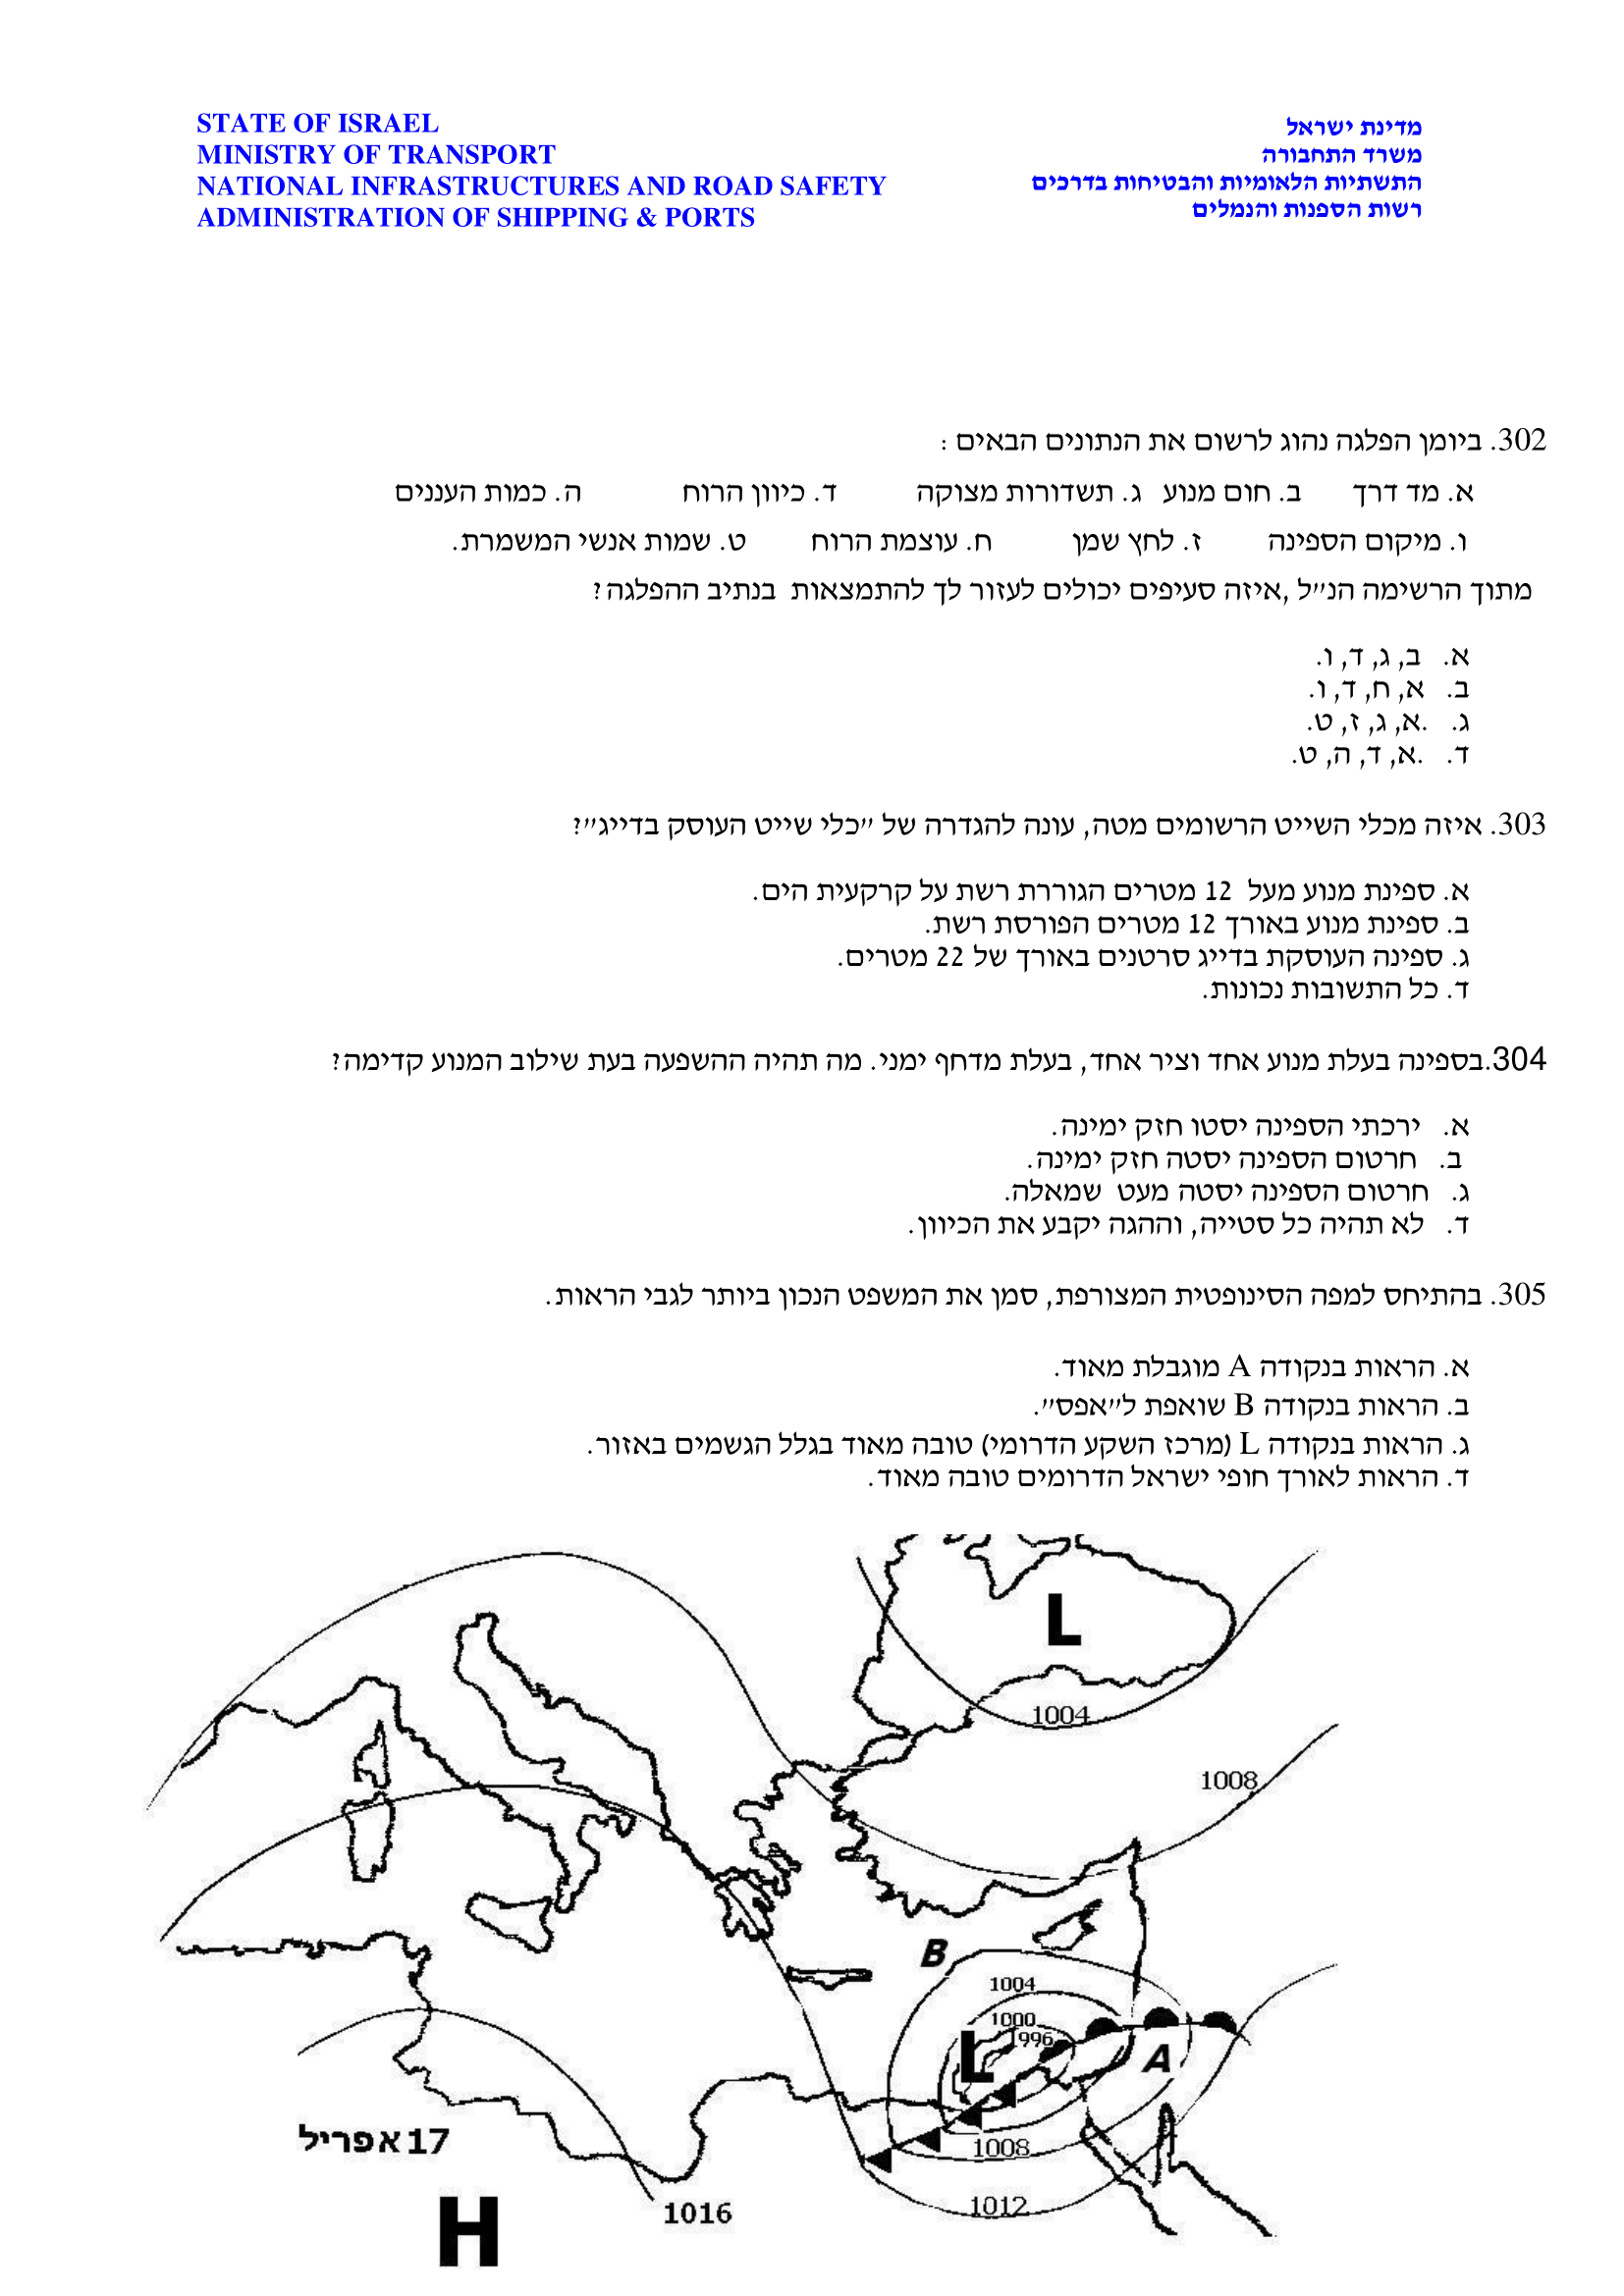 STATE OF ISRAEL
MINISTRY OF TRANSPORT
NATIONAL INFRASTRUCTURES AND ROAD SAFETY
ADMINISTRATION OF SHIPPING & PORTS
מדינת ישראל
משרד התחבורה
התשתיות הלאומיות והבטיחות בדרכים
רשות הספנות והנמלים
302. ביומן הפלגה נהוג לרשום את הנתונים הבאים :
א. מד דרך ב. חום מנוע ג. תשדורות מצוקה ד. כיוון הרוח ה. כמות העננים
ו. מיקום הספינה ז. לחץ שמן ח. עוצמת הרוח ט. שמות אנשי המשמרת.
מתוך הרשימה הנ״ל ,איזה סעיפים יכולים לעזור לך להתמצאות בנתיב ההפלגה?
א. ב, ג, ד, ו.
ב. א, ח, ד, ו.
ג. .א, ג, ז, ט.
ד. .א, ד, ה, ט.
303. איזה מכלי השייט הרשומים מטה, עונה להגדרה של ״כלי שייט העוסק בדייג״?
א. ספינת מנוע מעל 12 מטרים הגוררת רשת על קרקעית הים.
ב. ספינת מנוע באורך 12 מטרים הפורסת רשת.
ג. ספינה העוסקת בדייג סרטנים באורך של 22 מטרים.
ד. כל התשובות נכונות.
304.בספינה בעלת מנוע אחד וציר אחד, בעלת מדחף ימני. מה תהיה ההשפעה בעת שילוב המנוע קדימה?
א. ירכתי הספינה יסטו חזק ימינה.
ב. חרטום הספינה יסטה חזק ימינה.
ג. חרטום הספינה יסטה מעט שמאלה.
ד. לא תהיה כל סטייה, וההגה יקבע את הכיוון.
305. בהתיחס למפה הסינופטית המצורפת, סמן את המשפט הנכון ביותר לגבי הראות.
א. הראות בנקודה A מוגבלת מאוד.
ב. הראות בנקודה B שואפת ל״אפס״.
ג. הראות בנקודה L (מרכז השקע הדרומי) טובה מאוד בגלל הגשמים באזור.
ד. הראות לאורך חופי ישראל הדרומים טובה מאוד.
L
1004
1008
B
1004
1000
996
L
A
1008
1012
17 אפריל
1016
H